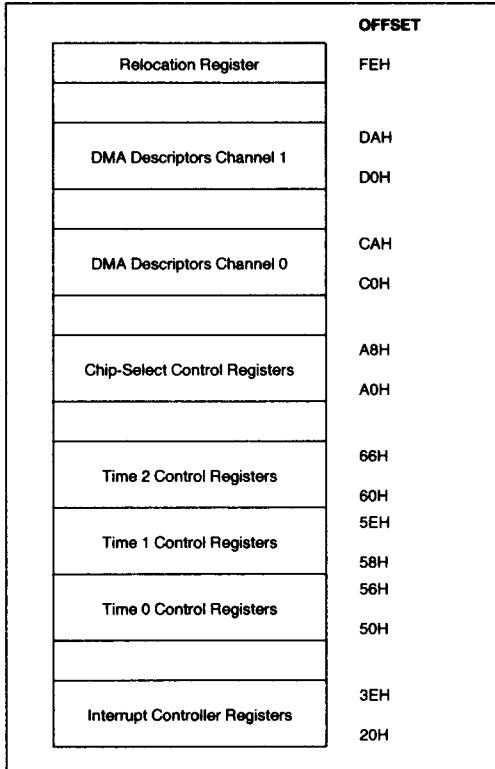 OFFSET
Relocation Register FEH
DAH
DMA Descriptors Channel 1
D0H
CAH
DMA Descriptors Channel 0
C0H
A8H
Chip-Select Control Registers
A0H
66H
Time 2 Control Registers
60H
5EH
Time 1 Control Registers
58H
56H
Time 0 Control Registers
50H
3EH
Interrupt Controller Registers
20H